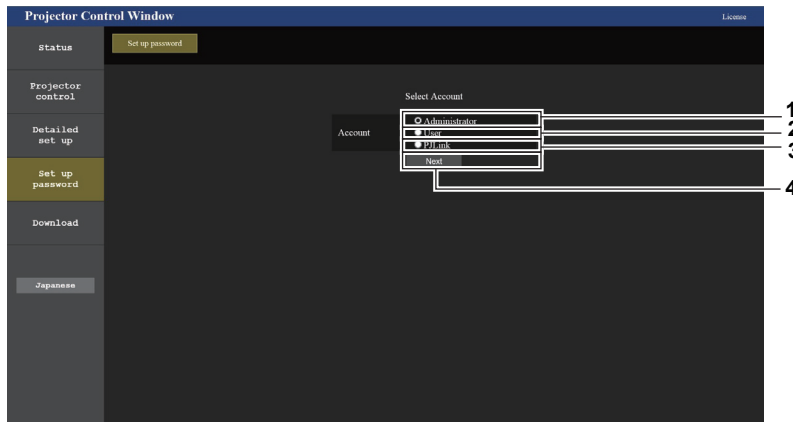 Projector Control Window
License
Status
Set up password
Projector
control
Detailed
set up
Set up
password
Download
Japanese
Select Account
Account
Administrator
User
PJLink
Next
1
2
3
4